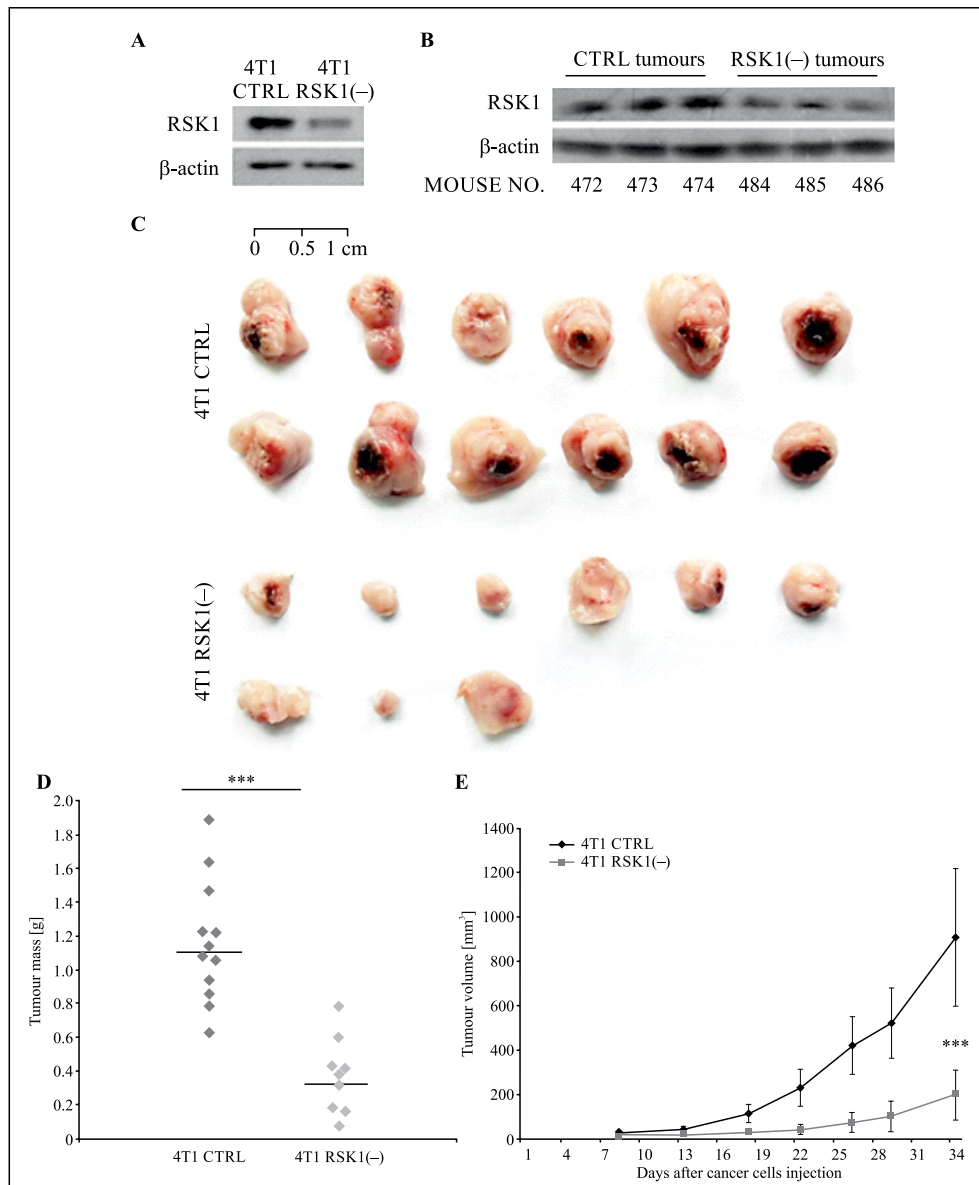 A
4T1 4T1
CTRL RSK1(–)
RSK1
β-actin
B
CTRL tumours RSK1(–) tumours
RSK1
β-actin
MOUSE NO. 472 473 474 484 485 486
C
0 0.5 1 cm
4T1 CTRL
4T1 RSK1(–)
D
***
2.0
1.8
1.6
1.4
1.2
1.0
0.8
0.6
0.4
0.2
0
Tumour mass [g]
4T1 CTRL 4T1 RSK1(–)
E
1400
1200
1000
800
600
400
200
0
Tumour volume [mm³]
4T1 CTRL
4T1 RSK1(–)
***
1 4 7 10 13 16 19 22 25 28 31 34
Days after cancer cells injection